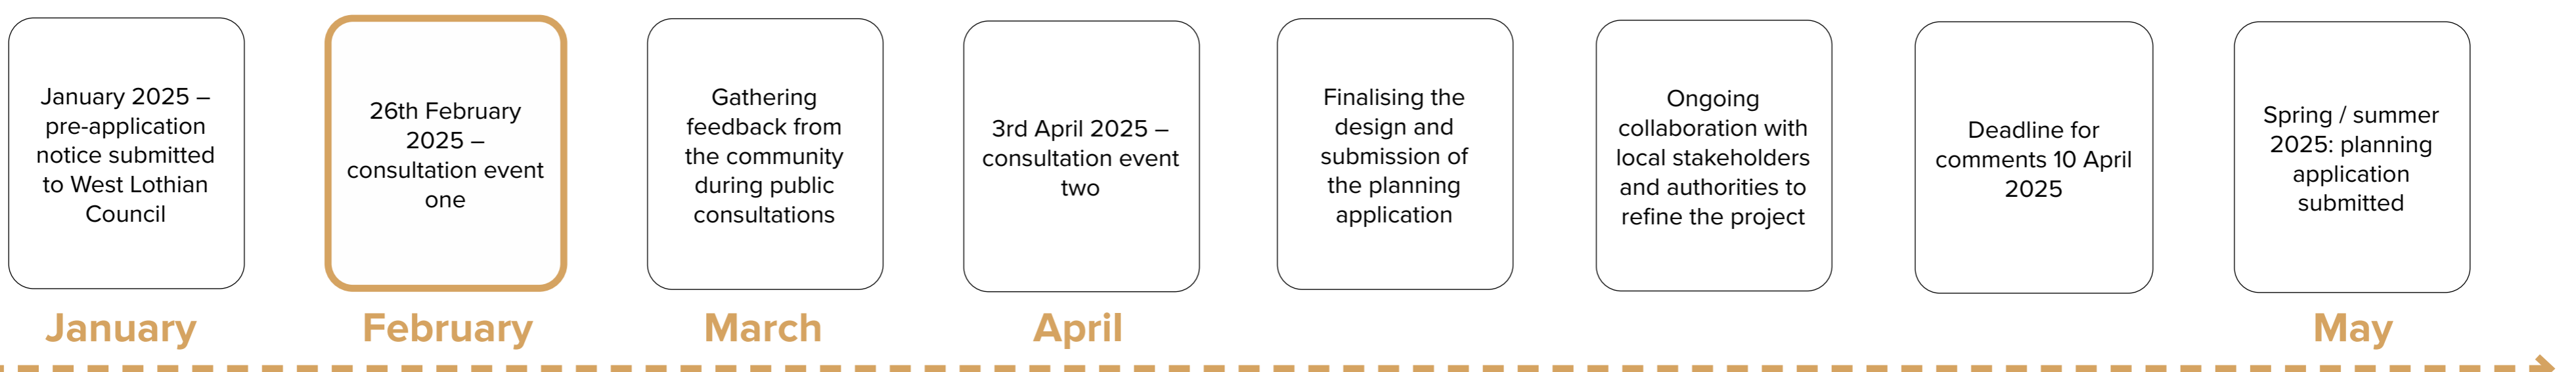 January 2025 –
pre-application
notice submitted
to West Lothian
Council
26th February
2025 –
consultation event
one
Gathering
feedback from
the community
during public
consultations
3rd April 2025 –
consultation event
two
Finalising the
design and
submission of
the planning
application
Ongoing
collaboration with
local stakeholders
and authorities to
refine the project
Deadline for
comments 10 April
2025
Spring / summer
2025: planning
application
submitted
January
February
March
April
May